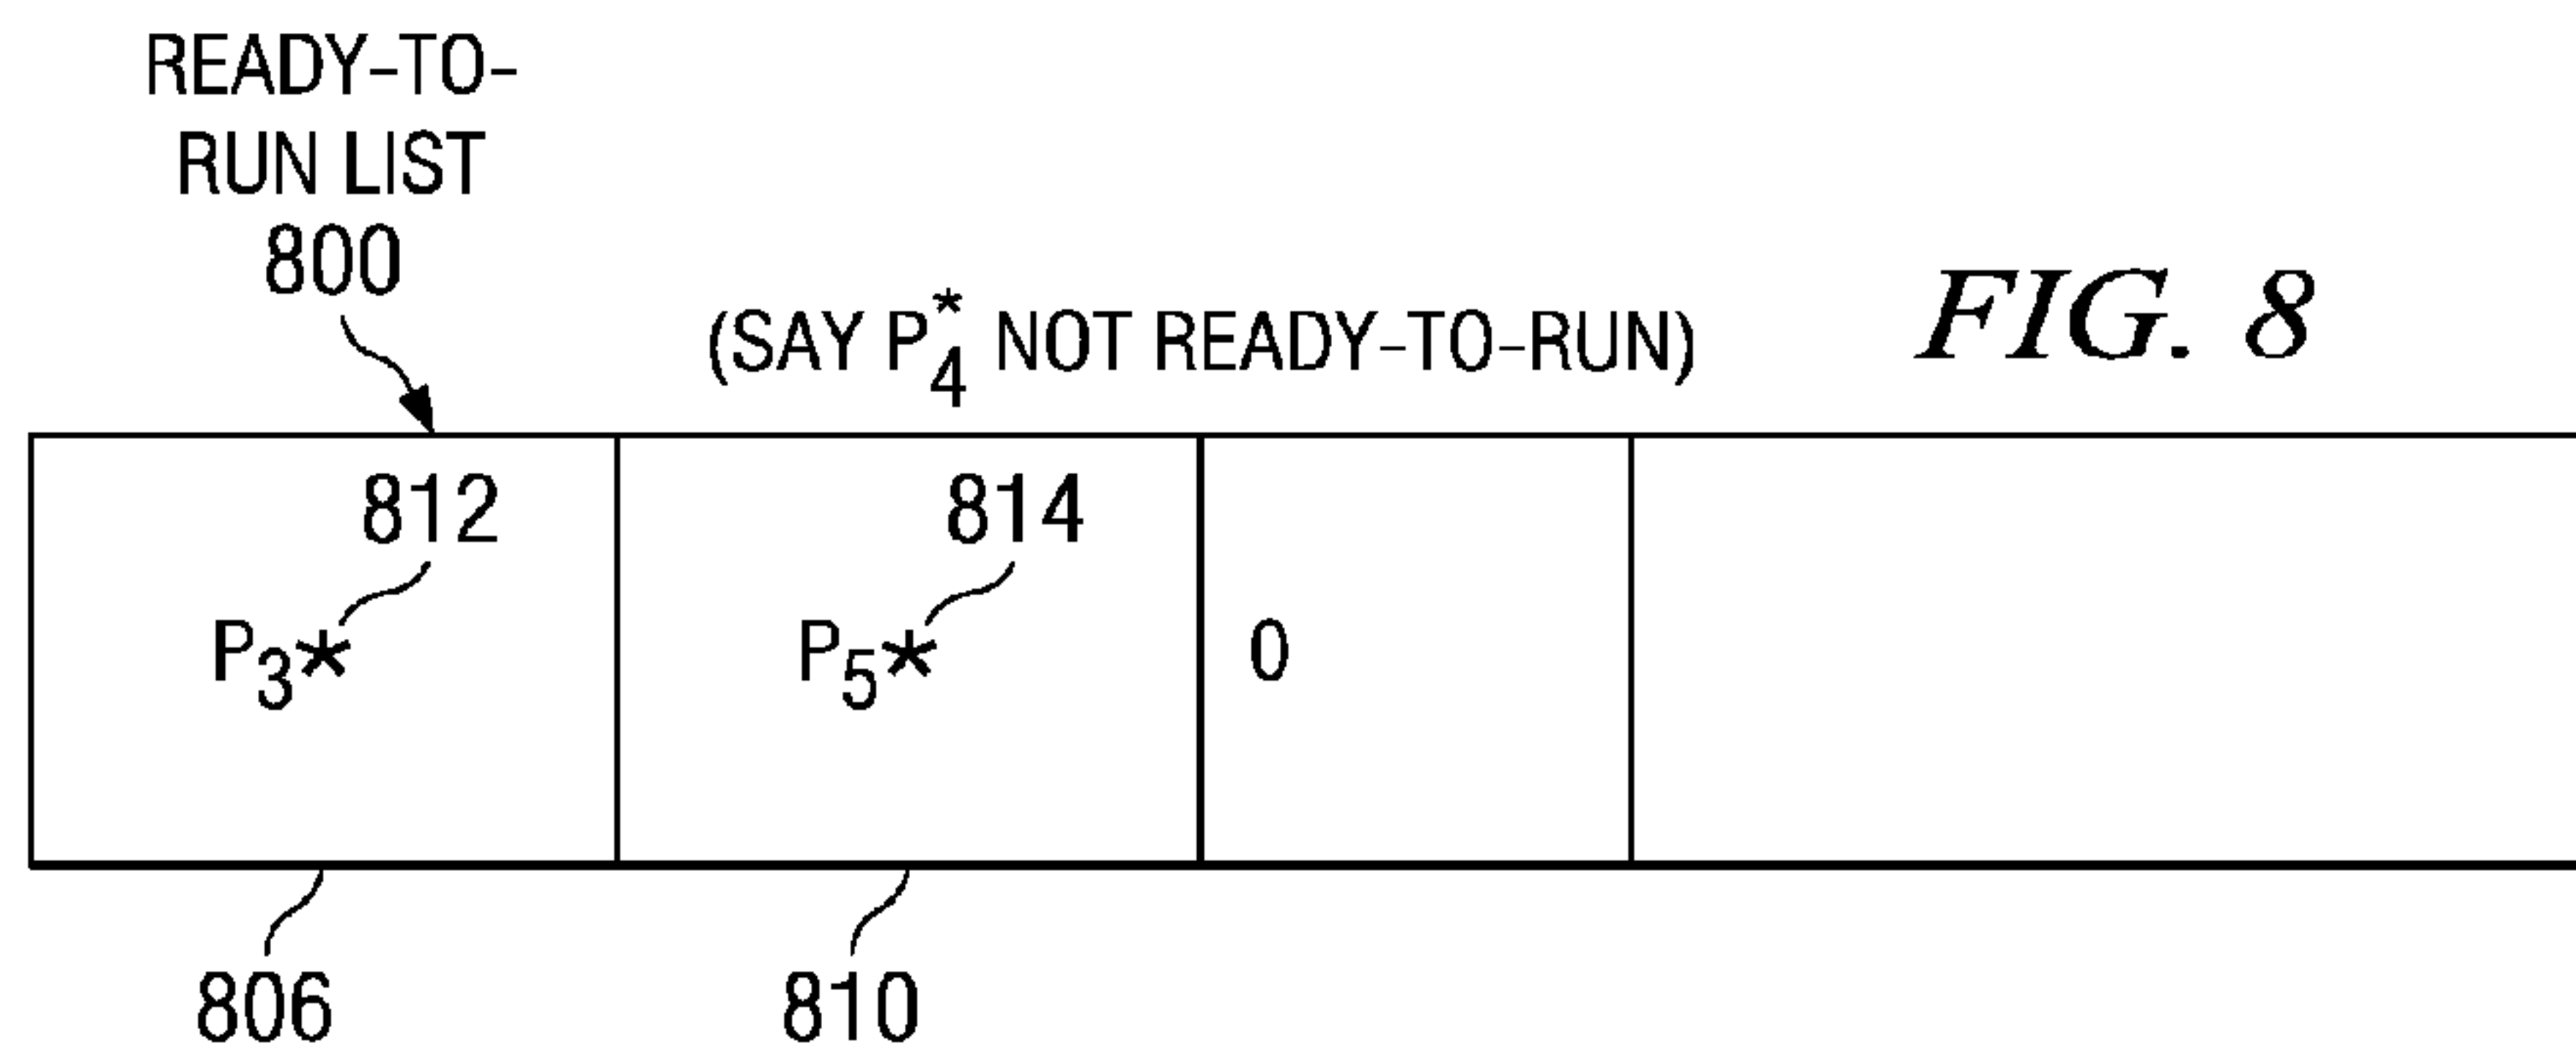 READY-TO-
RUN LIST
800
(SAY P*4 NOT READY-TO-RUN)
FIG. 8
812
814
P3*
P5*
0
806
810